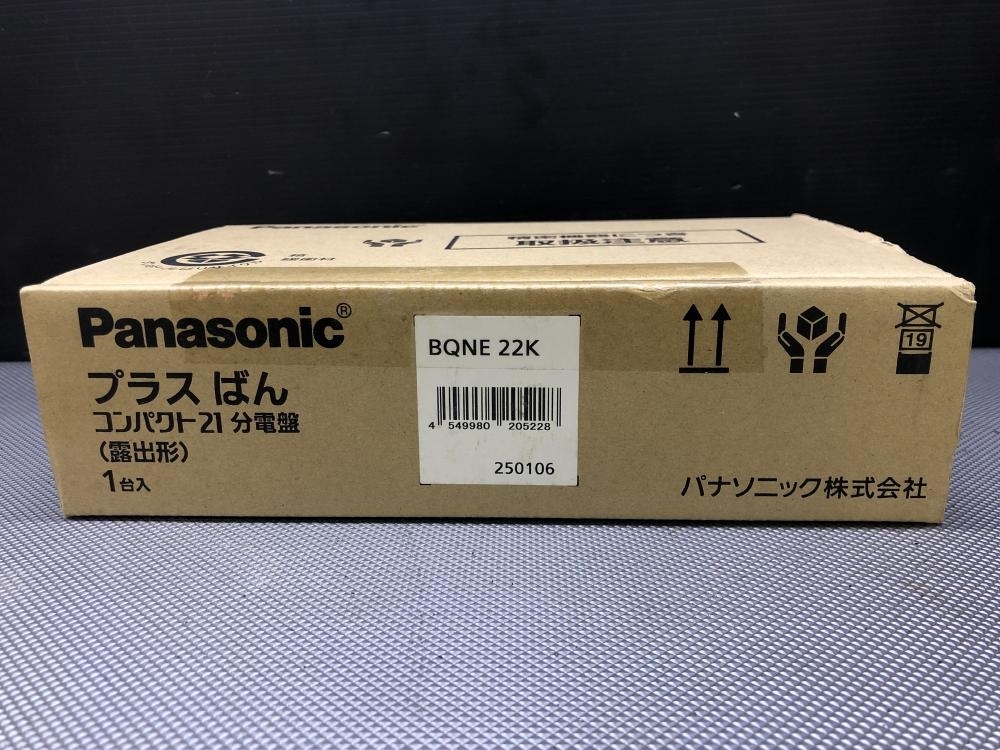 Panasonic
取扱注意
Panasonic®
プラス ばん
コンパクト21 分電盤
(露出形)
1台入
BQNE 22K
4 549980 205228
250106
19
パナソニック株式会社